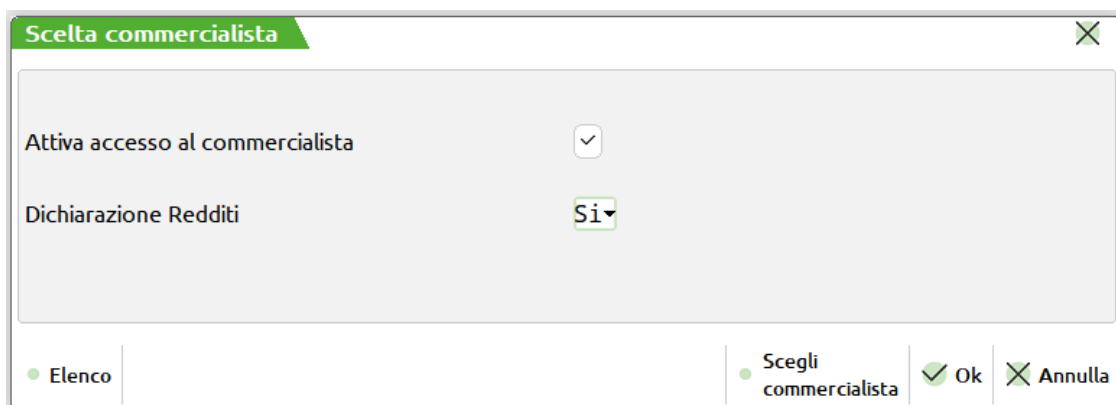 Scelta commercialista
Attiva accesso al commercialista
Dichiarazione Redditi Si
Elenco
Scegli
commercialista
Ok
Annulla